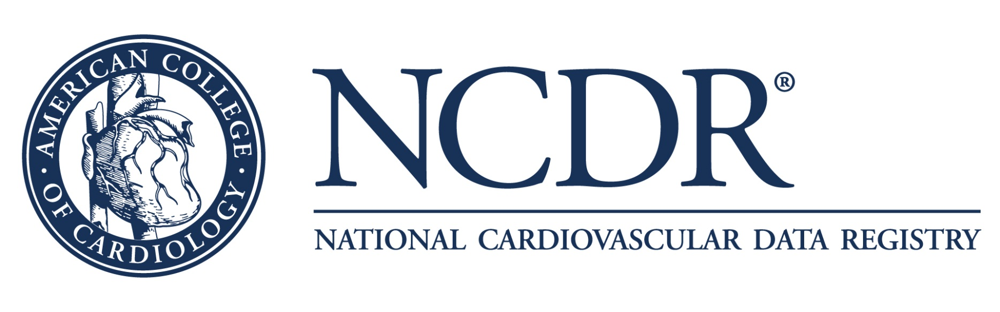 AMERICAN COLLEGE
· OF CARDIOLOGY ·
NCDR®
NATIONAL CARDIOVASCULAR DATA REGISTRY